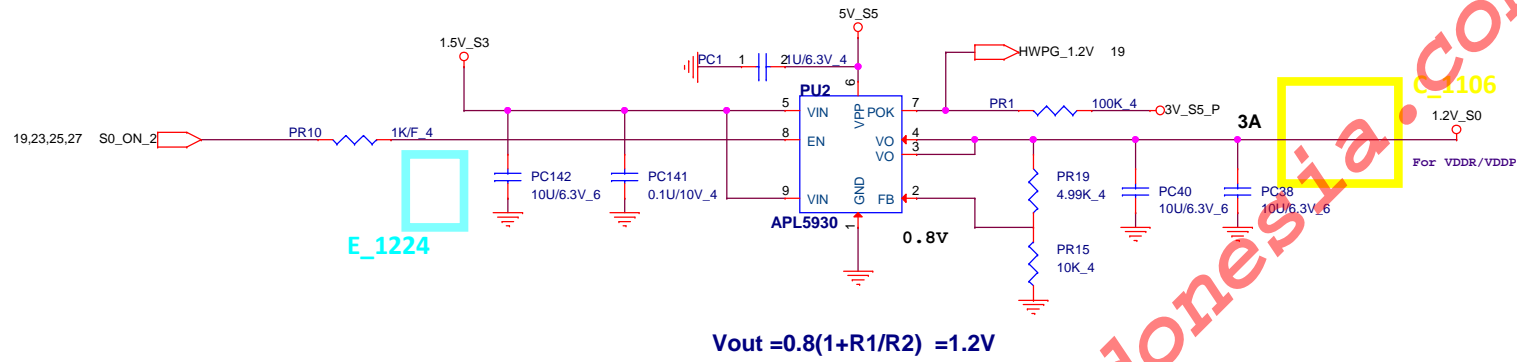 5V_S5
1.5V_S3
HWPG_1.2V 19
PC1 1 2 1U/6.3V_4
C_1106
PU2
6
5 VIN VPP POK 7 PR1 100K_4 3V_S5_P
3A
1.2V_S0
19,23,25,27 S0_ON_2 PR10 1K/F_4 8 EN VO 4
VO 3
For VDDR/VDDP
PC142
10U/6.3V_6
PC141
0.1U/10V_4
PR19
4.99K_4
PC40
10U/6.3V_6
PC38
10U/6.3V_6
9 VIN GND FB 2
APL5930
1
0.8V
E_1224
PR15
10K_4
Vout =0.8(1+R1/R2) =1.2V